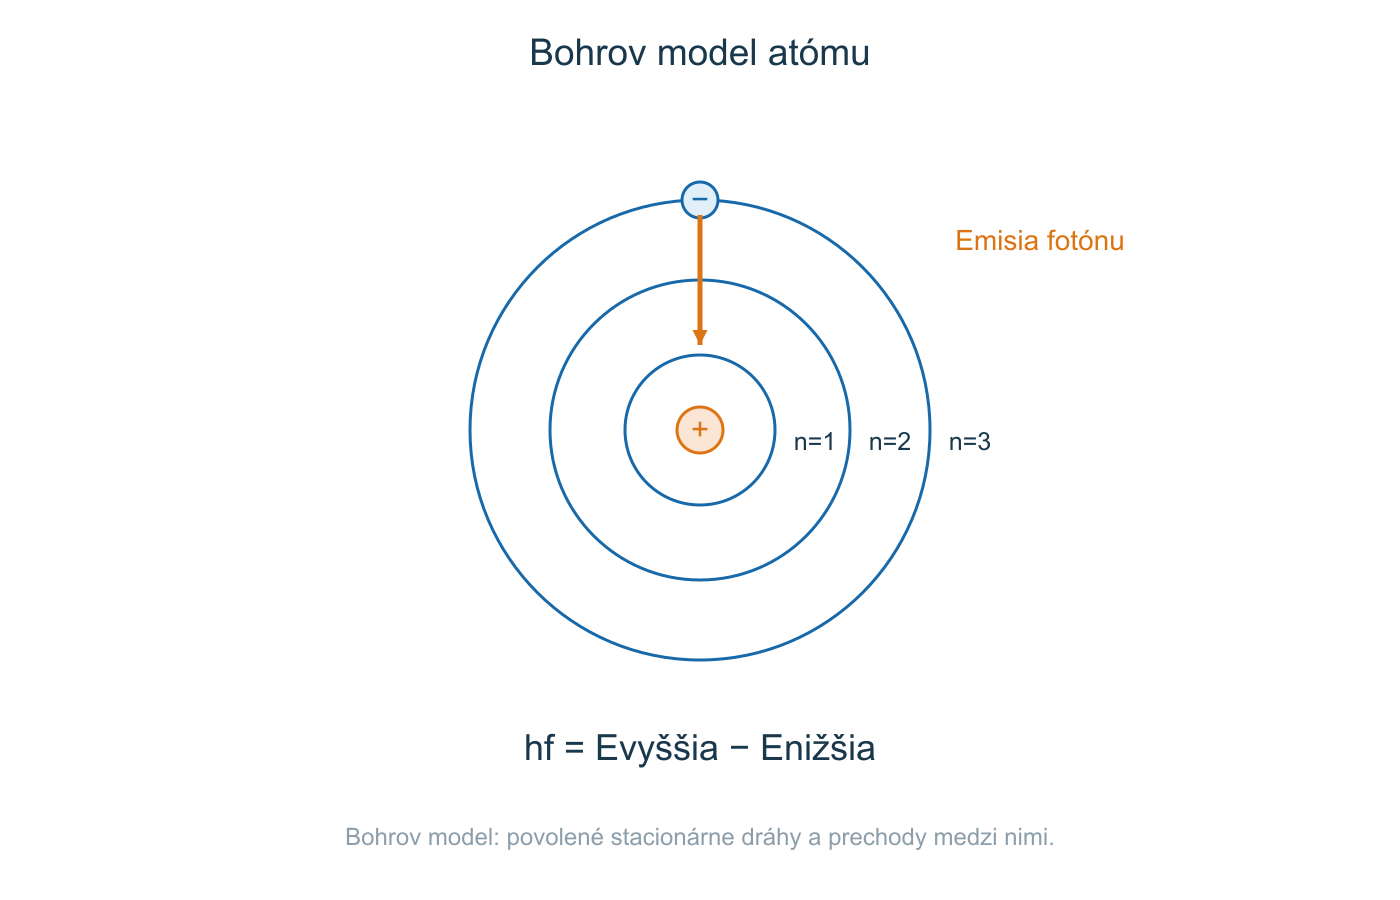 Bohrov model atómu
−
Emisia fotónu
+
n=1 n=2 n=3
hf = Evyššia − Enižšia
Bohrov model: povolené stacionárne dráhy a prechody medzi nimi.